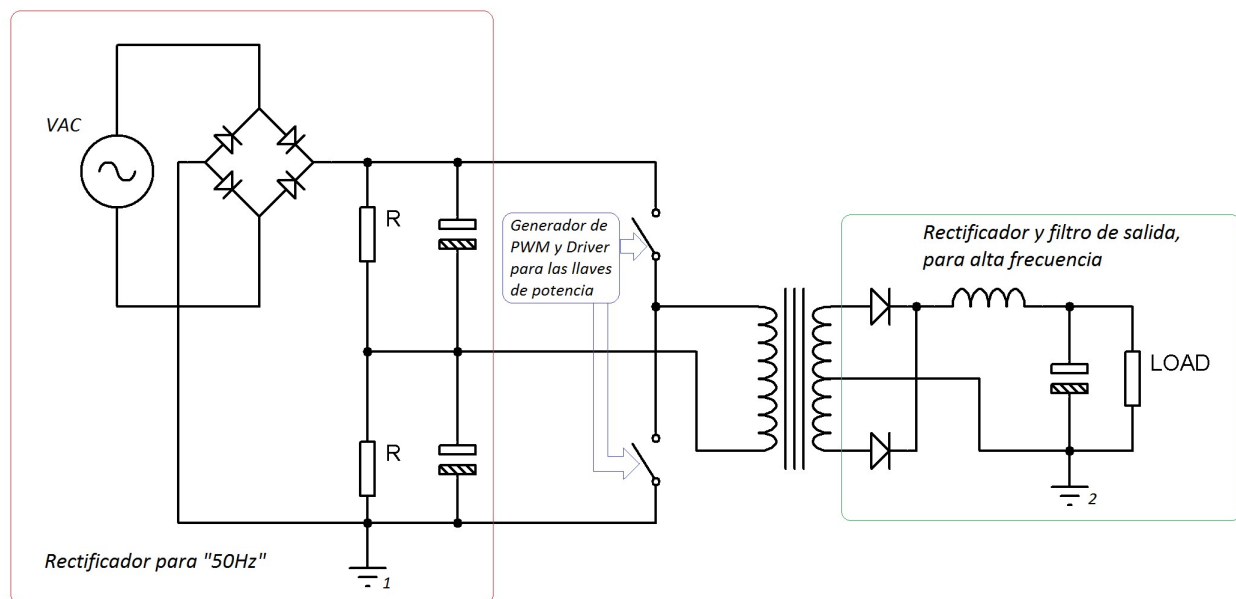 VAC
R
R
Generador de
PWM y Driver
para las llaves
de potencia
Rectificador y filtro de salida,
para alta frecuencia
LOAD
2
1
Rectificador para "50Hz"